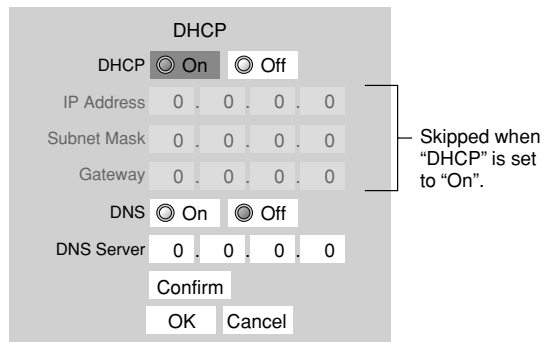 DHCP
DHCP On Off
IP Address 0 . 0 . 0 . 0
Subnet Mask 0 . 0 . 0 . 0
Gateway 0 . 0 . 0 . 0
DNS On Off
DNS Server 0 . 0 . 0 . 0
Confirm
OK Cancel
Skipped when
“DHCP” is set
to “On”.